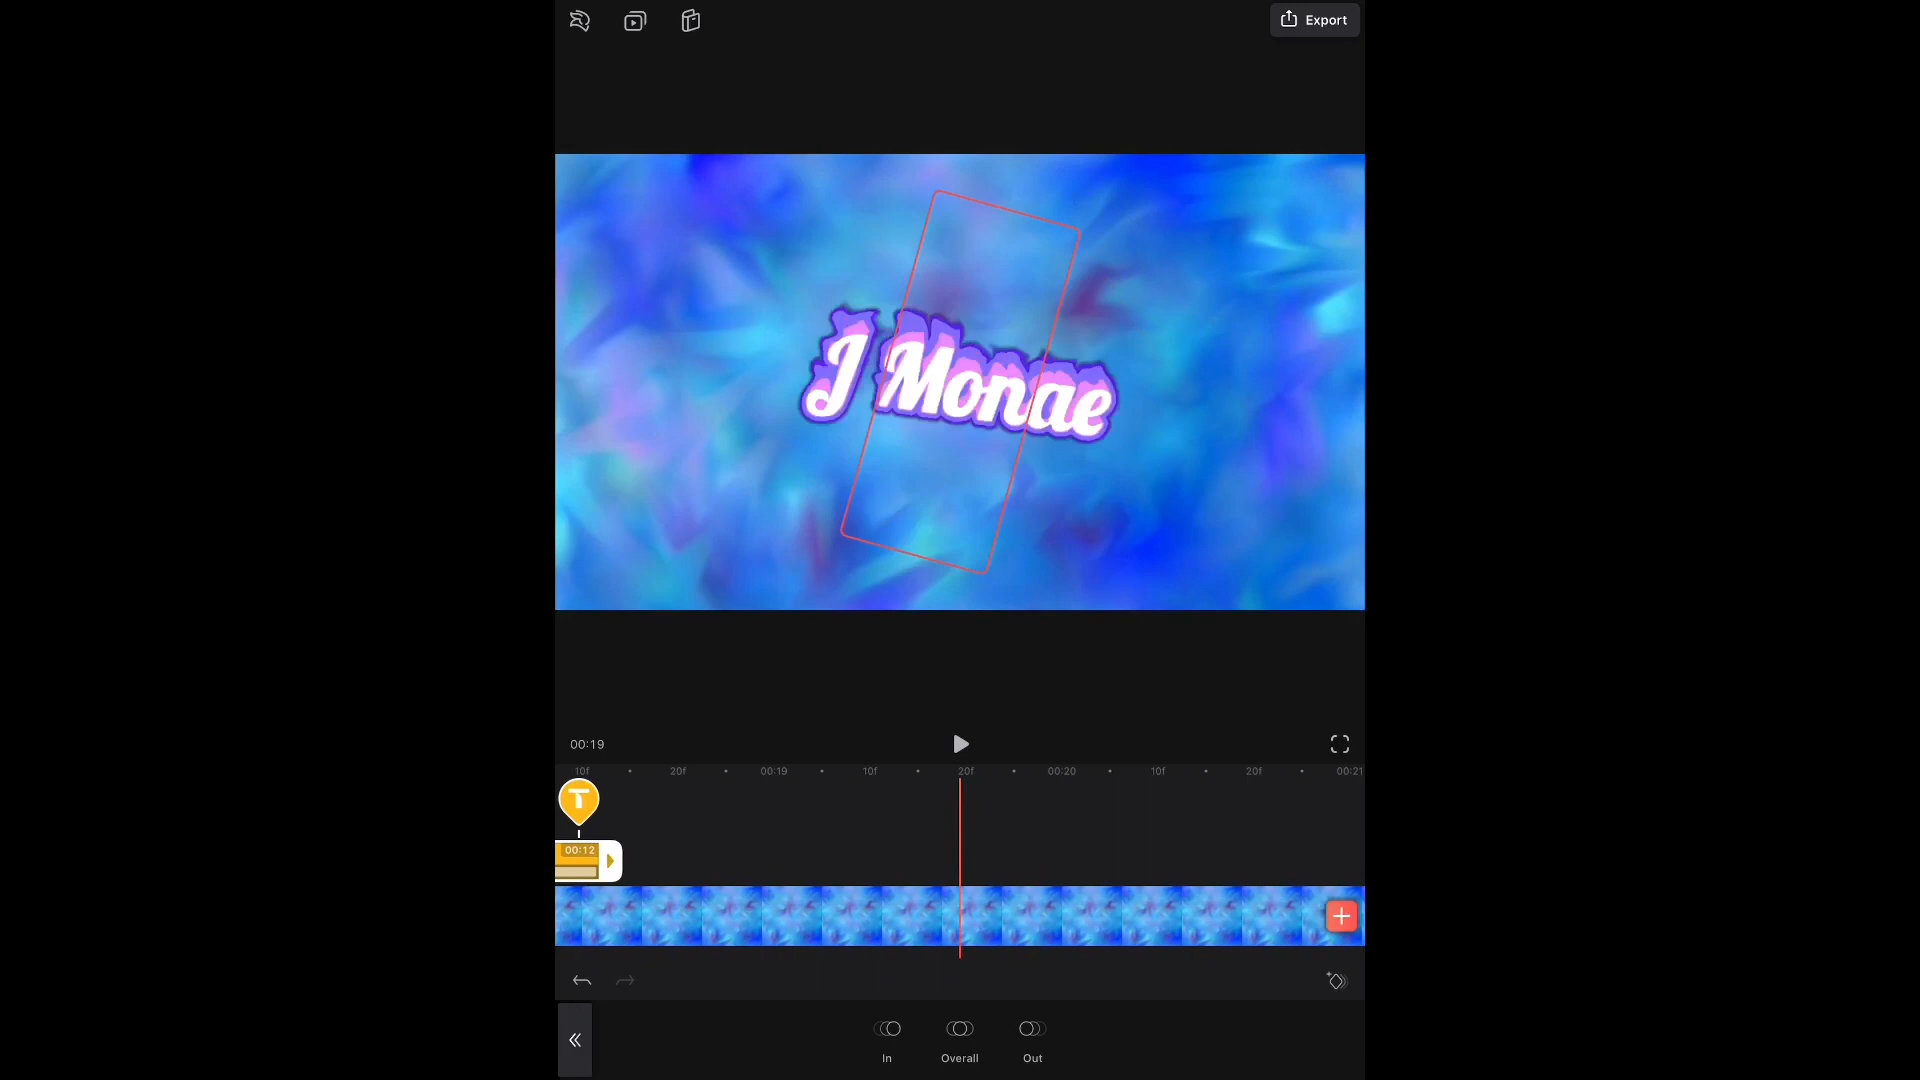 Export
J Monae
00:19
10f 20f 00:19 10f 20f 00:20 10f 20f 00:21
T
00:12
In Overall Out